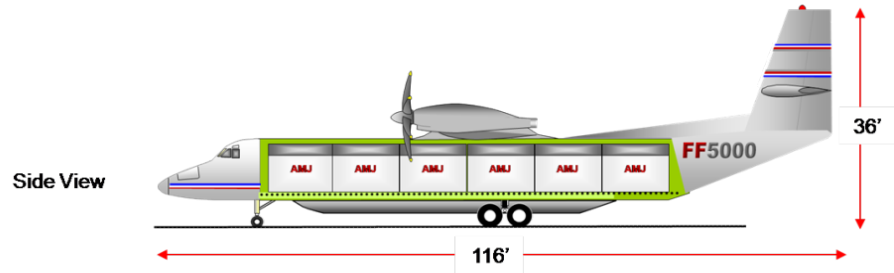 FF5000
36'
AMJ AMJ AMJ AMJ AMJ AMJ
Side View
116'